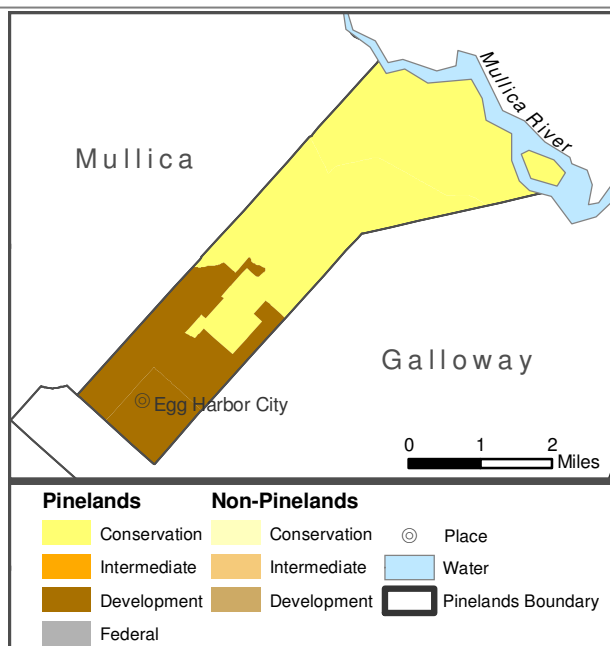 Mullica River
Mullica
Galloway
Egg Harbor City
0 1 2
Miles
Pinelands Non-Pinelands
Conservation Conservation Place
Intermediate Intermediate Water
Development Development Pinelands Boundary
Federal